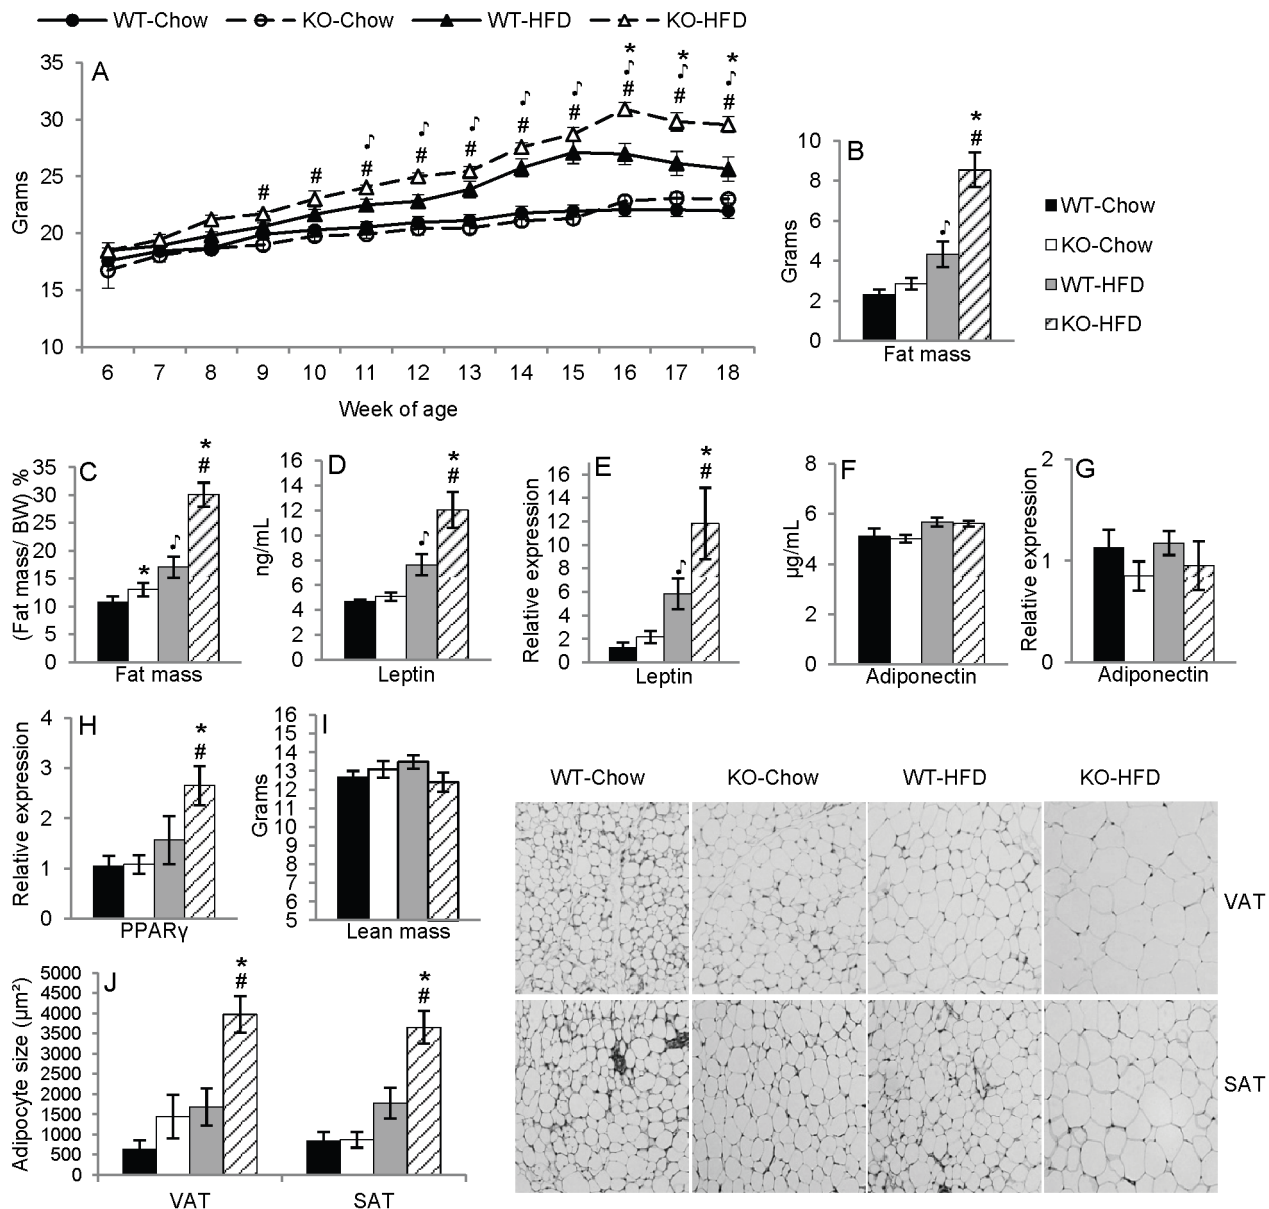 WT-Chow KO-Chow WT-HFD KO-HFD
A
Grams
35
30
25
20
15
10
# # ♪# ♪# ♪# ♪# ♪# *♪# *♪# *♪#
6 7 8 9 10 11 12 13 14 15 16 17 18
Week of age
B
Grams
10
8
6
4
2
0
♪ *#
Fat mass
WT-Chow
KO-Chow
WT-HFD
KO-HFD
C
(Fat mass/ BW) %
35
30
25
20
15
10
5
0
* ♪ *#
Fat mass
D
ng/mL
16
14
12
10
8
6
4
2
0
♪ *#
Leptin
E
Relative expression
16
14
12
10
8
6
4
2
0
♪ *#
Leptin
F
µg/mL
8
6
4
2
0
Adiponectin
G
Relative expression
2
1
0
Adiponectin
H
Relative expression
4
3
2
1
0
*#
PPARγ
I
Grams
16
15
14
13
12
11
10
9
8
7
6
5
Lean mass
J
Adipocyte size (µm²)
5000
4500
4000
3500
3000
2500
2000
1500
1000
500
0
*# *#
VAT SAT
WT-Chow KO-Chow WT-HFD KO-HFD
VAT
SAT